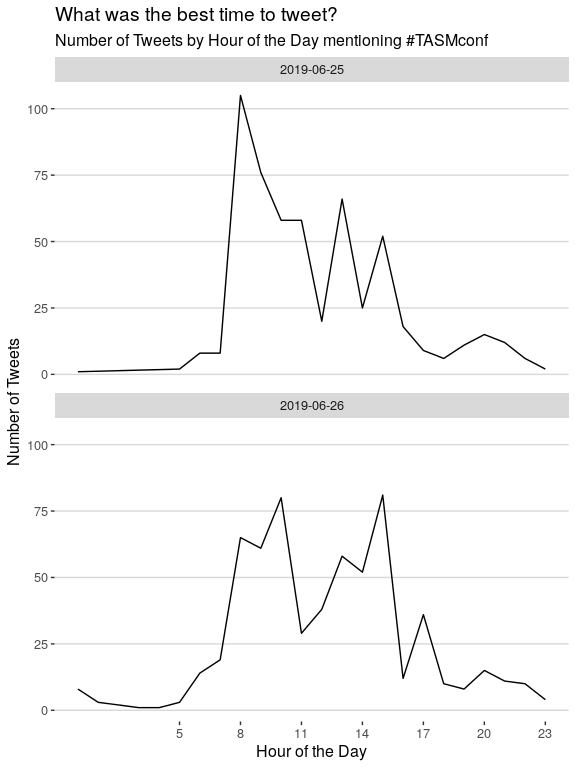 What was the best time to tweet?
Number of Tweets by Hour of the Day mentioning #TASMconf
2019-06-25
100
75
50
25
0
Number of Tweets
2019-06-26
100
75
50
25
0
5 8 11 14 17 20 23
Hour of the Day